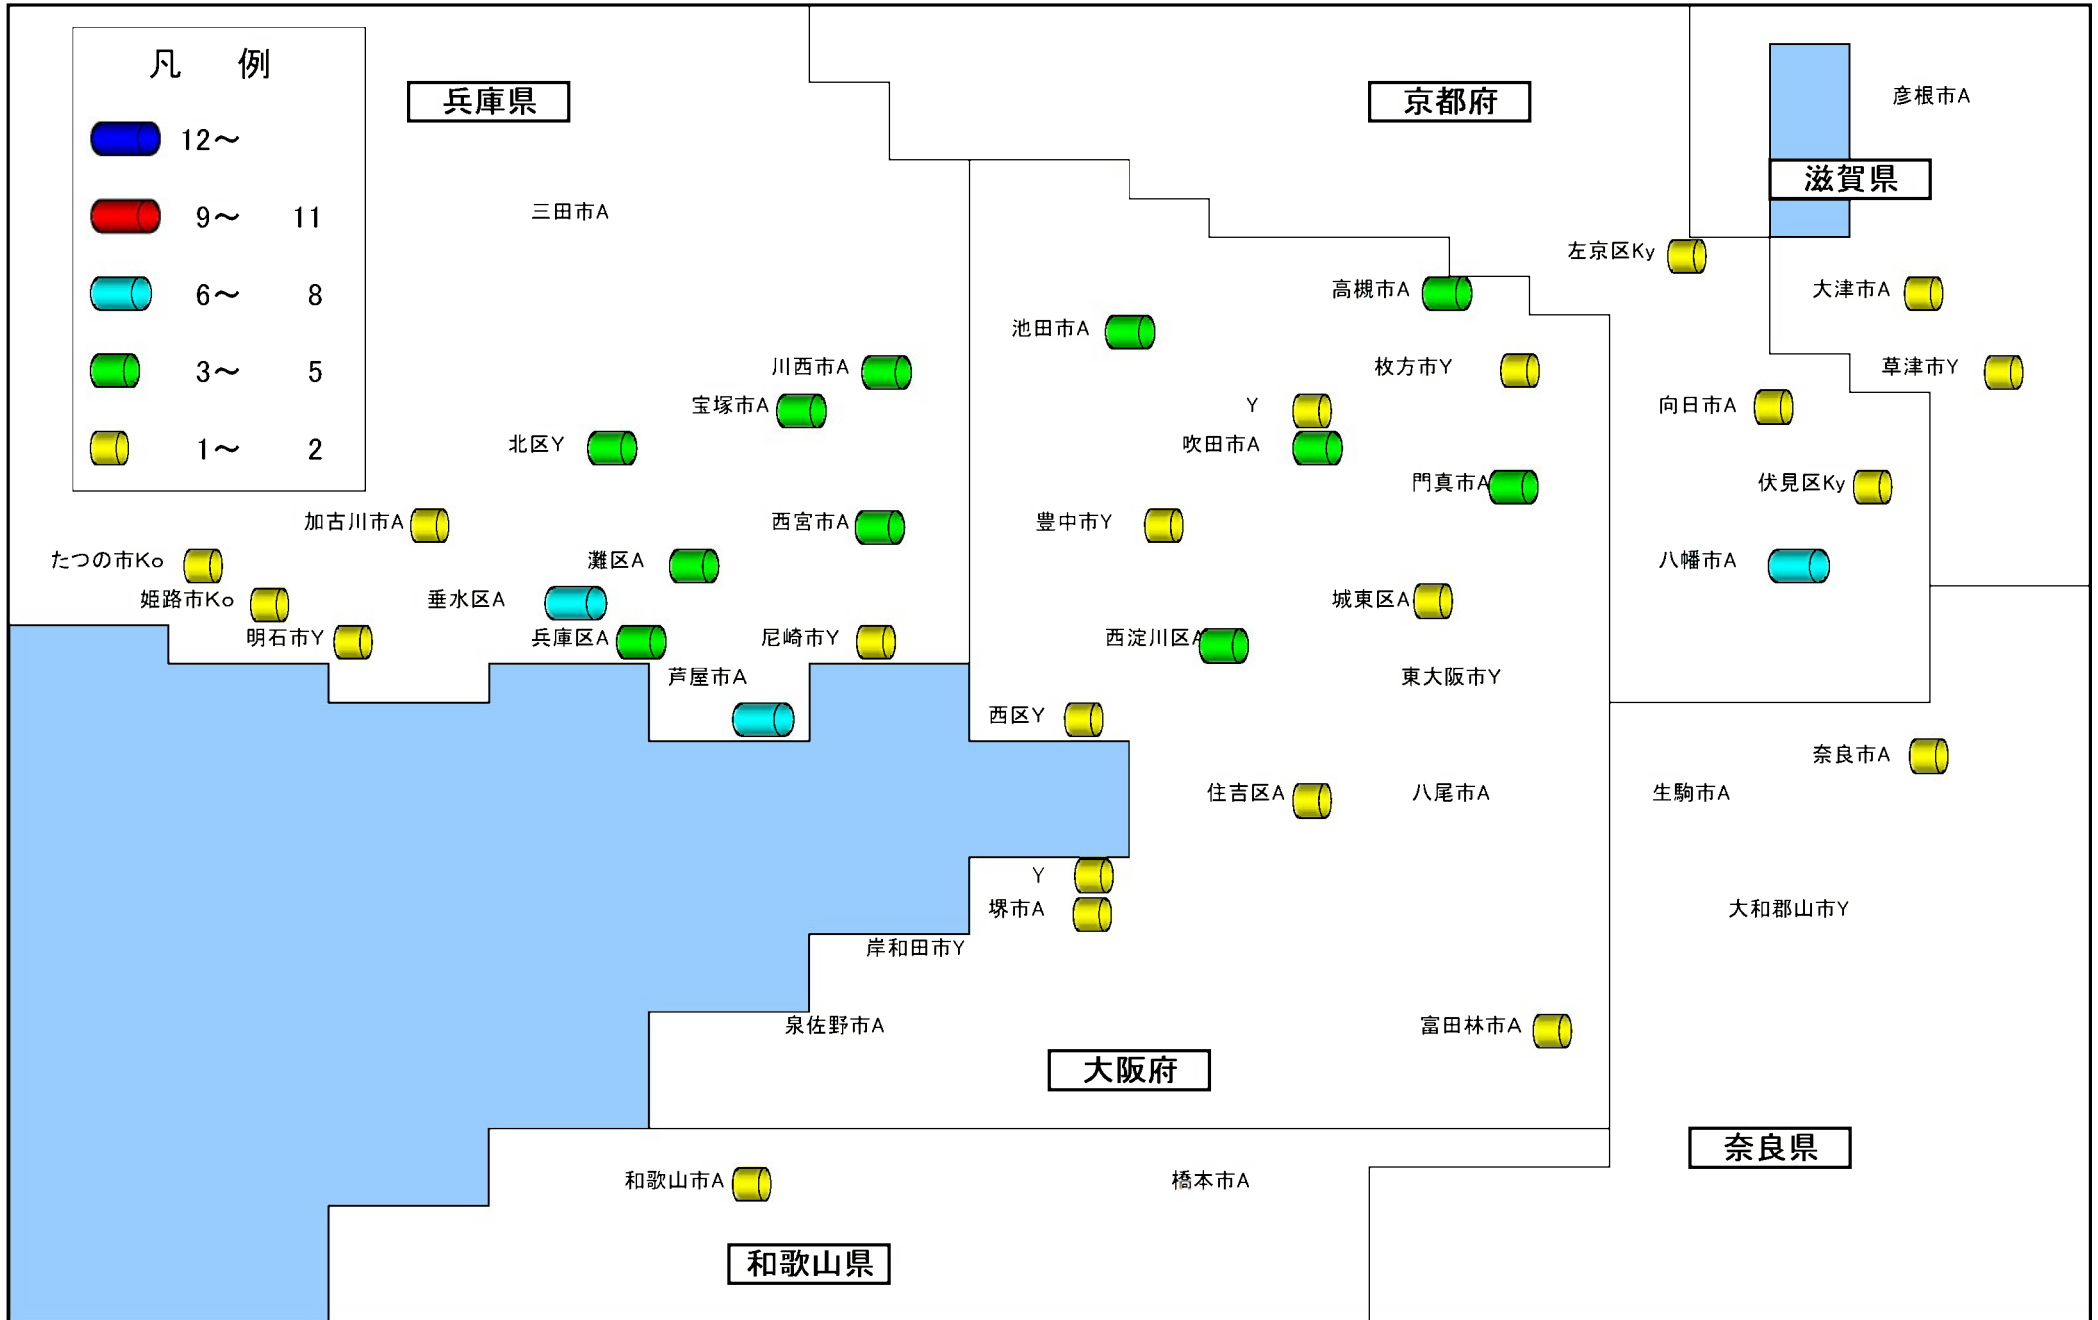 凡 例
12～
9～ 11
6～ 8
3～ 5
1～ 2
兵庫県
京都府
彦根市A
滋賀県
三田市A
左京区Ky
高槻市A
大津市A
池田市A
川西市A
枚方市Y
草津市Y
宝塚市A
Y
向日市A
北区Y
吹田市A
門真市A
伏見区Ky
加古川市A
西宮市A
豊中市Y
たつの市Ko
灘区A
八幡市A
姫路市Ko
垂水区A
城東区A
明石市Y
兵庫区A
尼崎市Y
西淀川区A
芦屋市A
東大阪市Y
西区Y
奈良市A
住吉区A
八尾市A
生駒市A
Y
堺市A
大和郡山市Y
岸和田市Y
泉佐野市A
富田林市A
大阪府
奈良県
和歌山市A
橋本市A
和歌山県